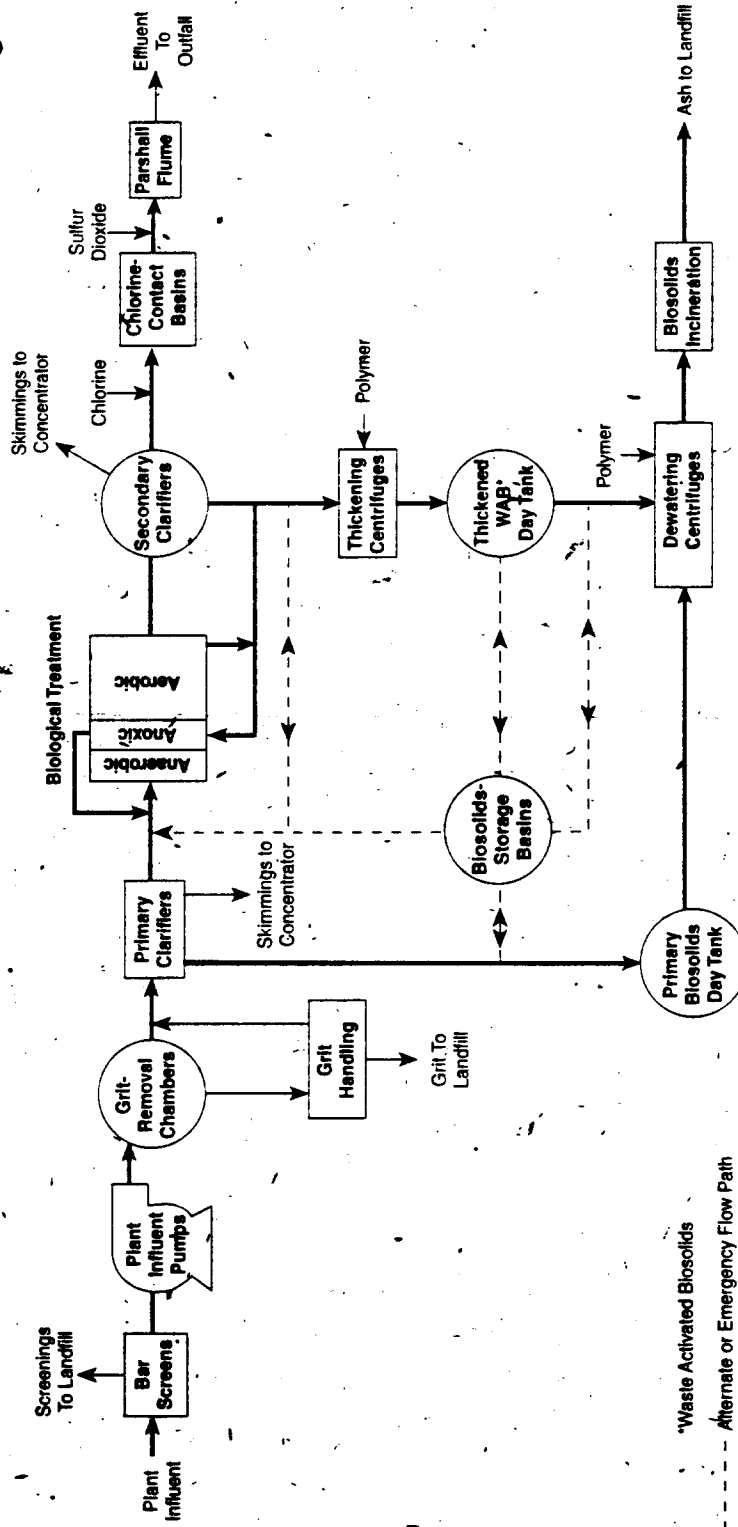 Plant
Influent
Bar
Screens
Screenings
To Landfill
Plant
Influent
Pumps
Grit-
Removal
Chambers
Grit
Handling
Grit To
Landfill
Primary
Clarifiers
Skimmings to
Concentrator
Biological Treatment
Anaerobic
Anoxic
Aerobic
Secondary
Clarifiers
Skimmings to
Concentrator
Chlorine
Chlorine-
Contact
Basins
Sulfur
Dioxide
Parshall
Flume
Effluent
To
Outfall
Thickening
Centrifuges
Polymer
Thickened
WAB*
Day Tank
Biosolids-
Storage
Basins
Primary
Biosolids
Day Tank
Polymer
Dewatering
Centrifuges
Biosolids
Incineration
Ash to Landfill
*Waste Activated Biosolids
Alternate or Emergency Flow Path